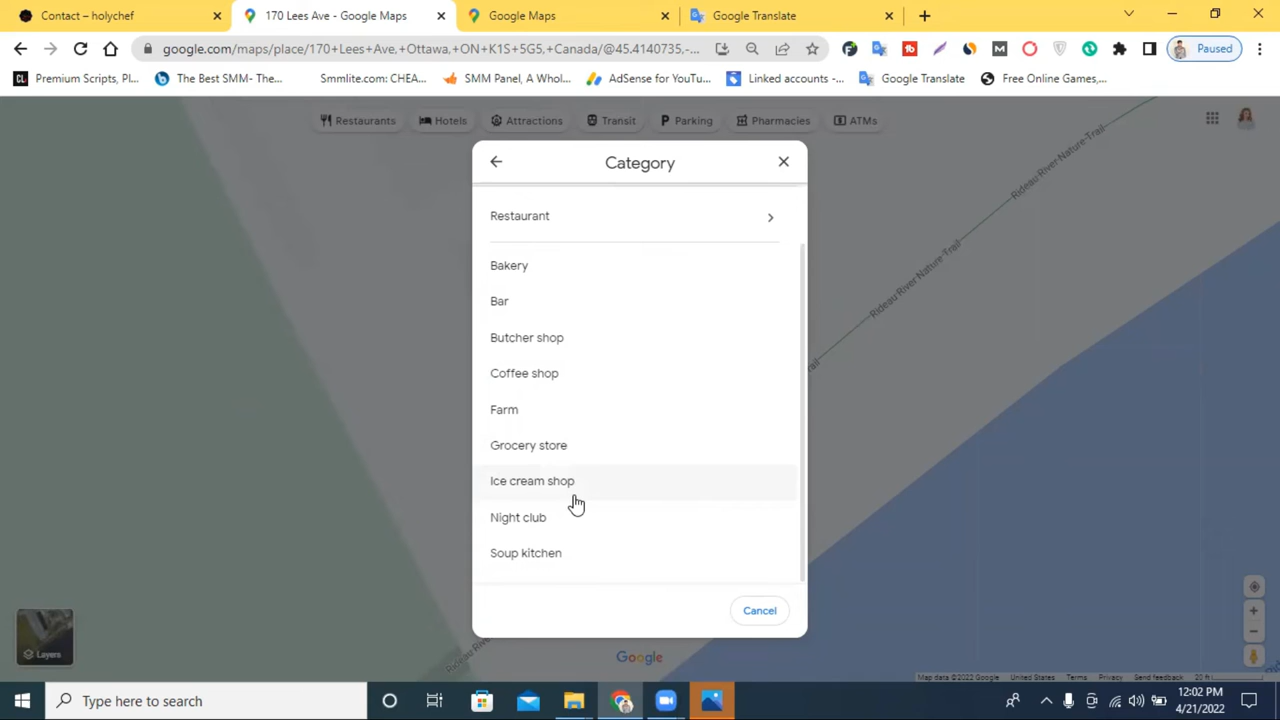 Contact – holychef
170 Lees Ave - Google Maps
Google Maps
Google Translate
google.com/maps/place/170+Lees+Ave,+Ottawa,+ON+K1S+5G5,+Canada/@45.4140735,-...
Paused
Premium Scripts, Pl...
The Best SMM- The...
Smmlite.com: CHEA...
SMM Panel, A Whol...
AdSense for YouTu...
Linked accounts -...
Google Translate
Free Online Games,...
Restaurants
Hotels
Attractions
Transit
Parking
Pharmacies
ATMs
Rideau River Nature Trail
Rideau River Nature Trail
Category
Restaurant
Bakery
Bar
Butcher shop
Coffee shop
Farm
Grocery store
Ice cream shop
Night club
Soup kitchen
Cancel
Layers
Google
Map data ©2022 Google
United States
Terms
Privacy
Send feedback
20 ft
Type here to search
12:02 PM
4/21/2022